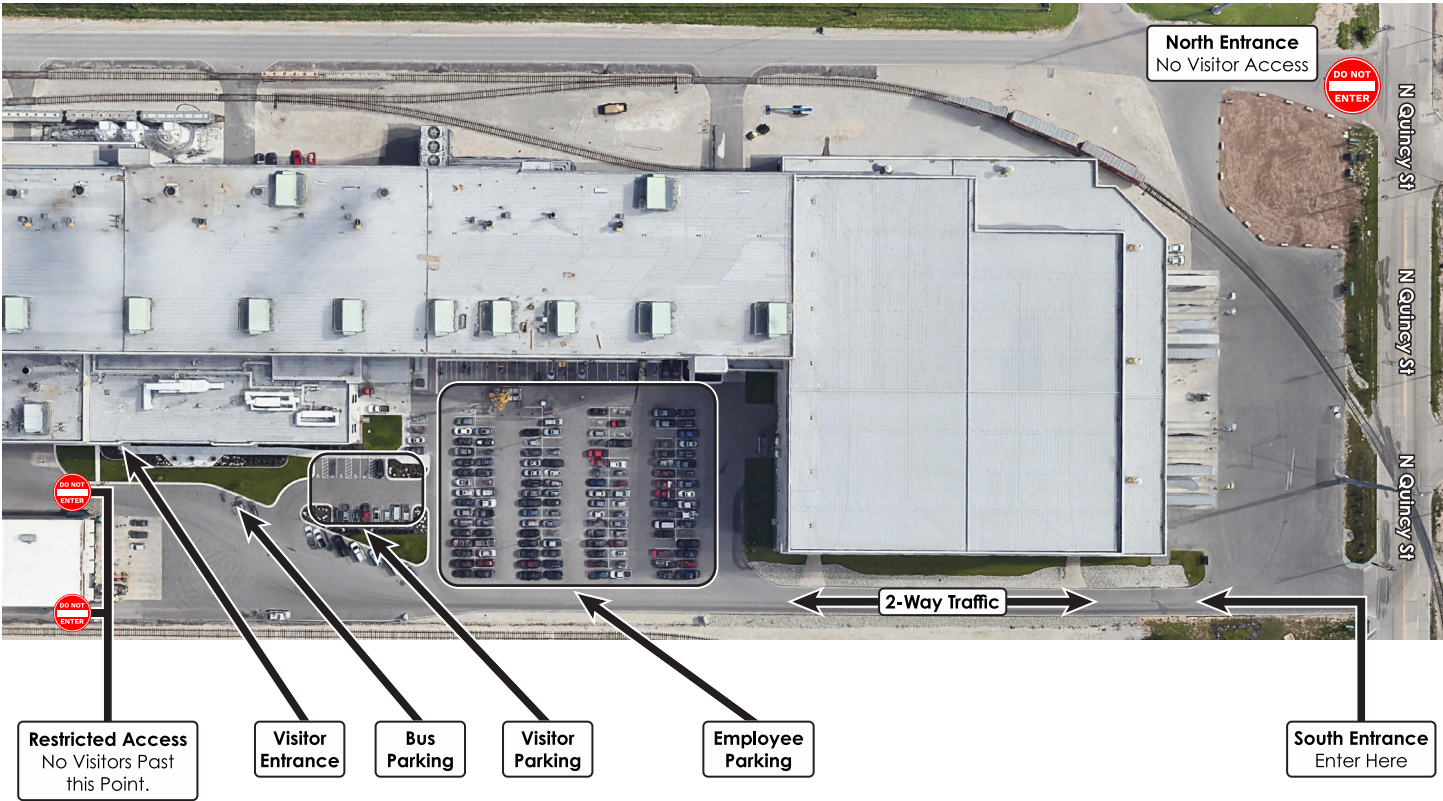 North Entrance
No Visitor Access
DO NOT
ENTER
N Quincy St
N Quincy St
N Quincy St
DO NOT
ENTER
DO NOT
ENTER
2-Way Traffic
Restricted Access
No Visitors Past
this Point.
Visitor
Entrance
Bus
Parking
Visitor
Parking
Employee
Parking
South Entrance
Enter Here